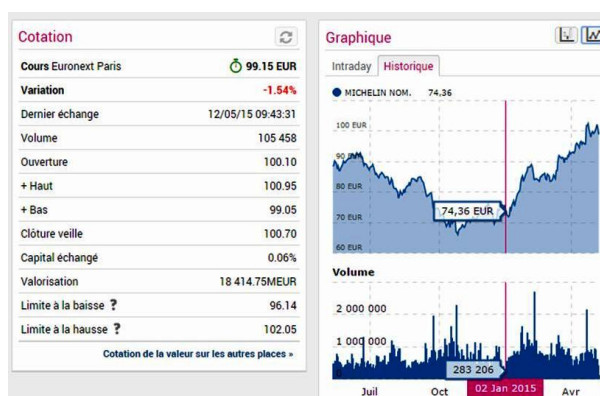 Cotation
Cours Euronext Paris 99.15 EUR
Variation -1.54%
Dernier échange 12/05/15 09:43:31
Volume 105 458
Ouverture 100.10
+ Haut 100.95
+ Bas 99.05
Clôture veille 100.70
Capital échangé 0.06%
Valorisation 18 414.75MEUR
Limite à la baisse ? 96.14
Limite à la hausse ? 102.05
Cotation de la valeur sur les autres places »
Graphique
Intraday Historique
MICHELIN NOM. 74,36
100 EUR
90 EUR
80 EUR
74,36 EUR
70 EUR
60 EUR
Volume
2 000 000
1 000 000
283 206
0
Juil Oct 02 Jan 2015 Avr